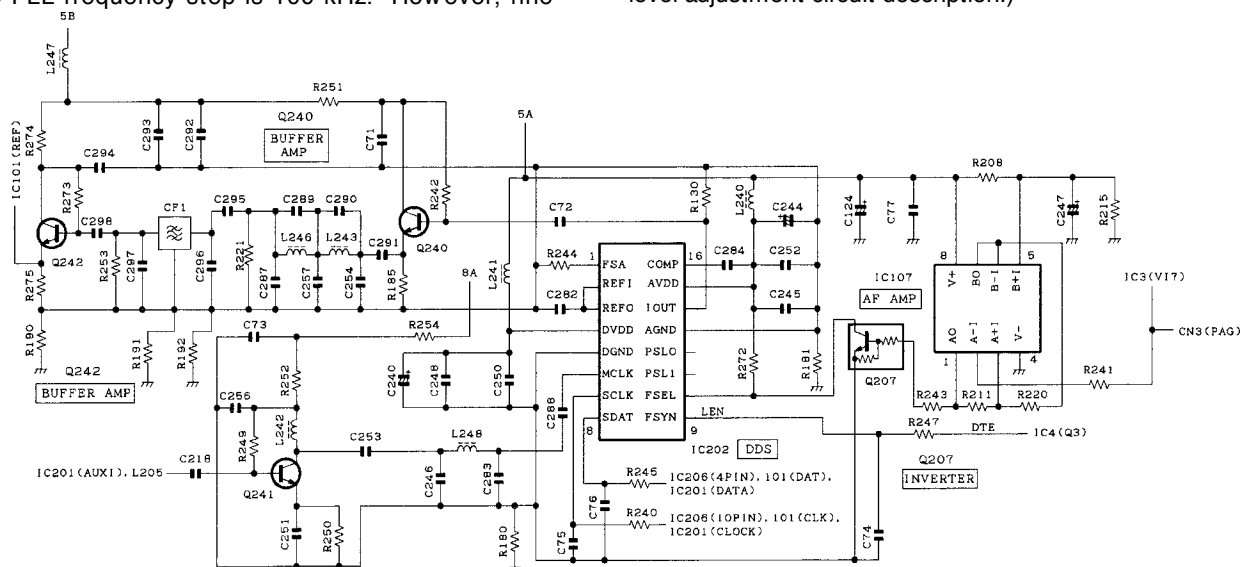 PLL frequency step is 100 kHz. However, fine
level adjustment circuit description.)
5B
L247
R251
5A
R274
C293
C292
Q240
BUFFER
AMP
C71
IC101(REF)
C294
R273
R242
R130
L240
R208
C298
CF1
C295
C289
C290
Q240
C72
C244
C124
C77
C247
R215
Q242
R253
C297
C296
R221
L246
L243
C291
L241
R244
1
FSA
COMP
16
C284
C252
8
5
IC107
AF AMP
V+
BO
B-I
B+I
IC3(VI7)
R275
C287
C257
C254
R185
8A
C282
REFI
AVDD
REFO
IOUT
C245
AO
A-I
A+I
V-
CN3(PAG)
R190
R191
R192
C73
R254
DVDD
AGND
DGND
PSL0
R272
R181
Q207
1
4
R241
Q242
BUFFER AMP
R252
C240
C248
C250
MCLK
PSL1
C256
C288
SCLK
FSEL
R243
R211
R220
R249
L242
C253
L248
SDAT
FSYN
LEN
R247
DTE
IC4(Q3)
8
9
IC202
DDS
IC201(AUXI), L205
C218
Q241
C246
C283
C76
R245
IC206(4PIN), 101(DAT),
IC201(DATA)
Q207
INVERTER
C251
R250
R180
C75
R240
IC206(10PIN), 101(CLK),
IC201(CLOCK)
C74